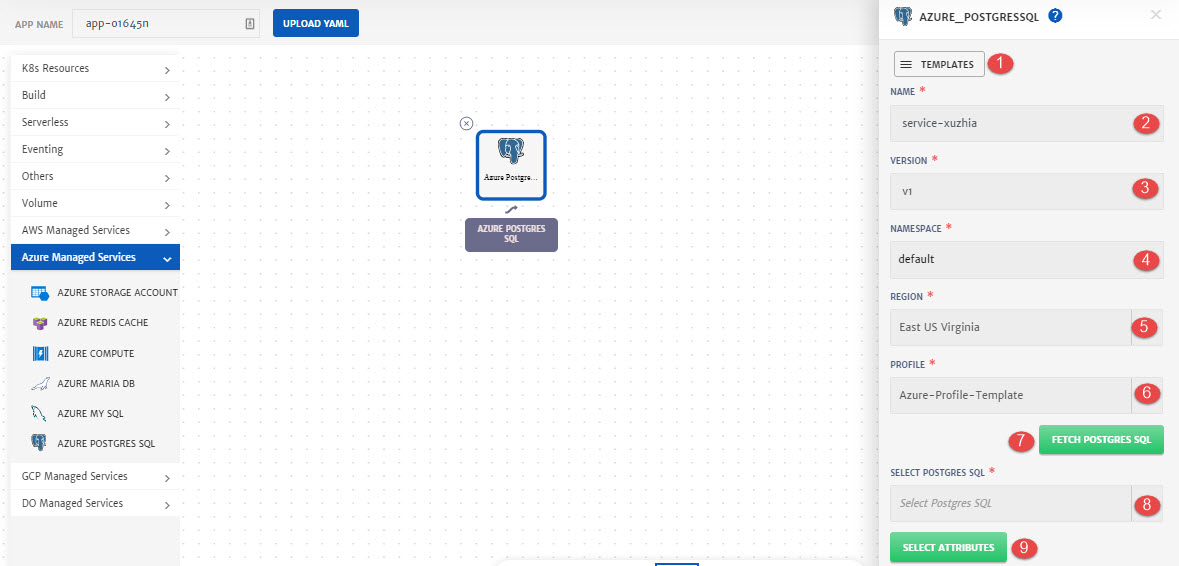 APP NAME
app-01645n
UPLOAD YAML
K8s Resources
Build
Serverless
Eventing
Others
Volume
AWS Managed Services
Azure Managed Services
AZURE STORAGE ACCOUNT
AZURE REDIS CACHE
AZURE COMPUTE
AZURE MARIA DB
AZURE MY SQL
AZURE POSTGRES SQL
GCP Managed Services
DO Managed Services
Azure Postgre...
AZURE POSTGRES
SQL
AZURE_POSTGRESSQL ?
TEMPLATES 1
NAME *
service-xuzhia 2
VERSION *
v1 3
NAMESPACE *
default 4
REGION *
East US Virginia 5
PROFILE *
Azure-Profile-Template 6
7 FETCH POSTGRES SQL
SELECT POSTGRES SQL *
Select Postgres SQL 8
SELECT ATTRIBUTES 9